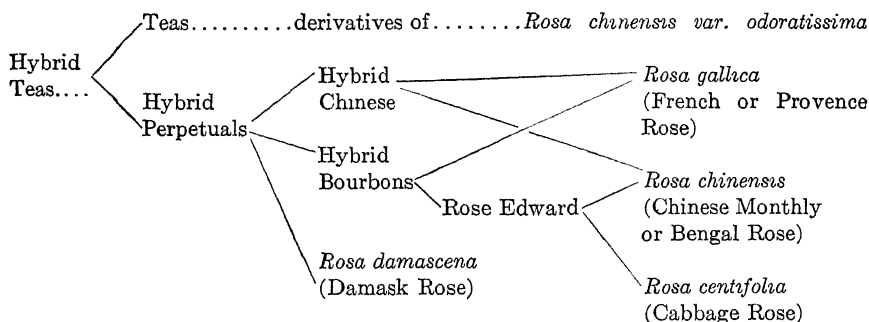 Teas..........derivatives of........Rosa chinensis var. odoratissima
Hybrid
Teas....
Hybrid
Perpetuals
Hybrid
Chinese
Rosa gallica
(French or Provence
Rose)
Hybrid
Bourbons
Rose Edward
Rosa chinensis
(Chinese Monthly
or Bengal Rose)
Rosa damascena
(Damask Rose)
Rosa centifolia
(Cabbage Rose)